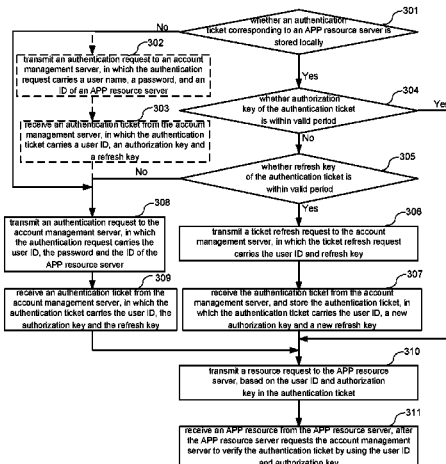 301
whether an authentication
ticket corresponding to an APP resource server is
stored locally
No
302
transmit an authentication request to an account
management server, in which the authentication
request carries a user name, a password, and an
ID of an APP resource server
Yes
303
receive an authentication ticket from the account
management server, in which the authentication
ticket carries a user ID, an authorization key and
a refresh key
304
whether authorization
key of the authentication ticket
is within valid period
Yes
No
305
whether refresh key
of the authentication ticket is
within valid period
No
Yes
308
transmit an authentication request to the
account management server, in which
the authentication request carries the
user ID, the password and the ID of the
APP resource server
306
transmit a ticket refresh request to the account
management server, in which the ticket refresh request
carries the user ID and refresh key
309
receive an authentication ticket from the
account management server, in which the
authentication ticket carries the user ID, the
authorization key and the refresh key
307
receive the authentication ticket from the account
management server, and store the authentication ticket, in
which the authentication ticket carries the user ID, a new
authorization key and a new refresh key
310
transmit a resource request to the APP resource
server, based on the user ID and authorization
key in the authentication ticket
311
receive an APP resource from the APP resource server, after
the APP resource server requests the account management
server to verify the authentication ticket by using the user ID
and authorization key